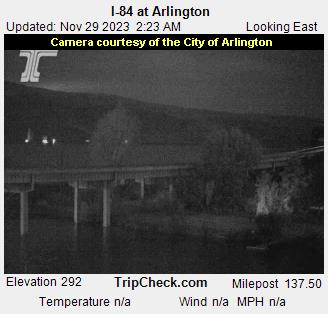 I-84 at Arlington
Updated: Nov 29 2023 2:23 AM Looking East
Camera courtesy of the City of Arlington
Elevation 292 TripCheck.com Milepost 137.50
Temperature n/a Wind n/a MPH n/a